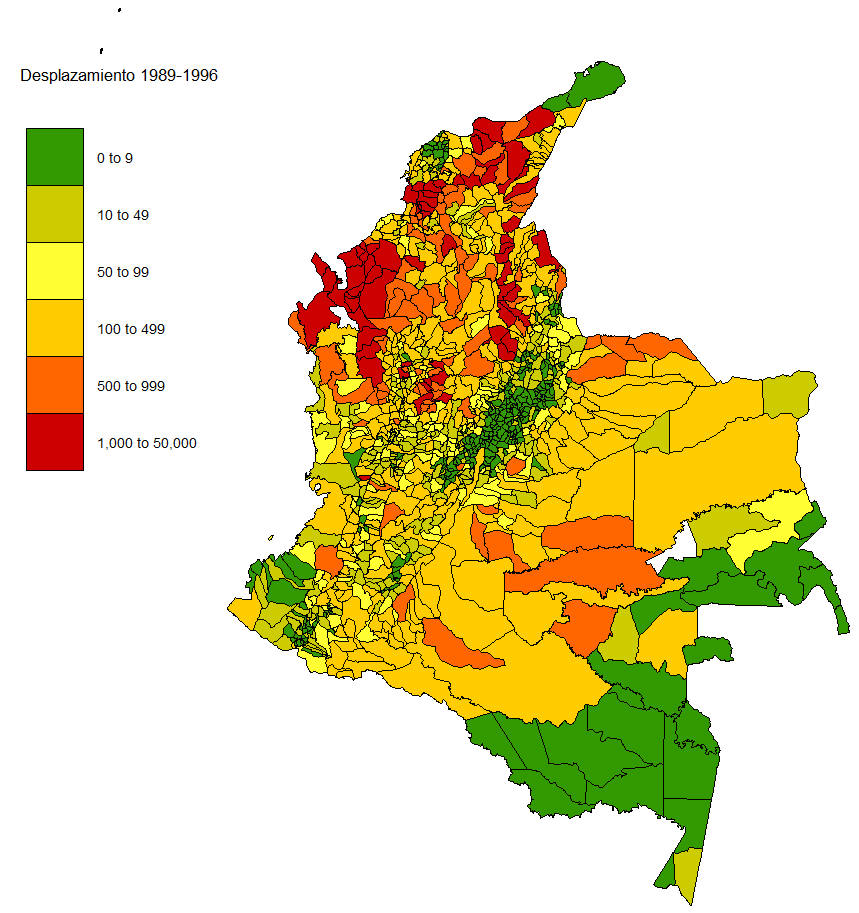 Desplazamiento 1989-1996
0 to 9
10 to 49
50 to 99
100 to 499
500 to 999
1,000 to 50,000